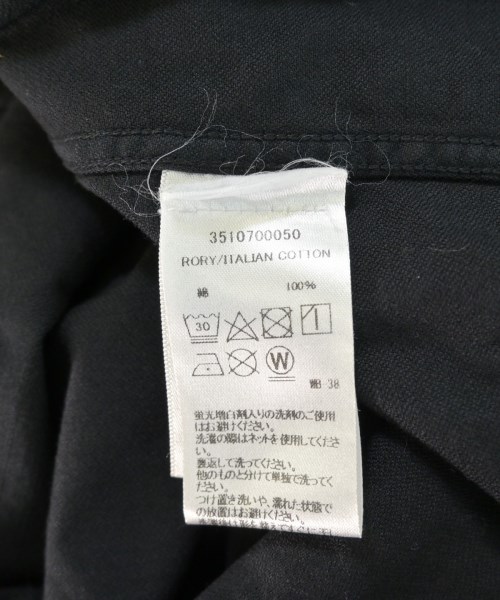 3510700050
RORY/ITALIAN COTTON
綿 100%
30
W
WB-38
蛍光増白剤入りの洗剤のご使用
はお避けください。
洗濯の際はネットを使用してくださ
い。
裏返して洗ってください。
他のものと分けて単独で洗ってく
ださい。
つけ置き洗いや、濡れた状態で
の放置はお避けください。